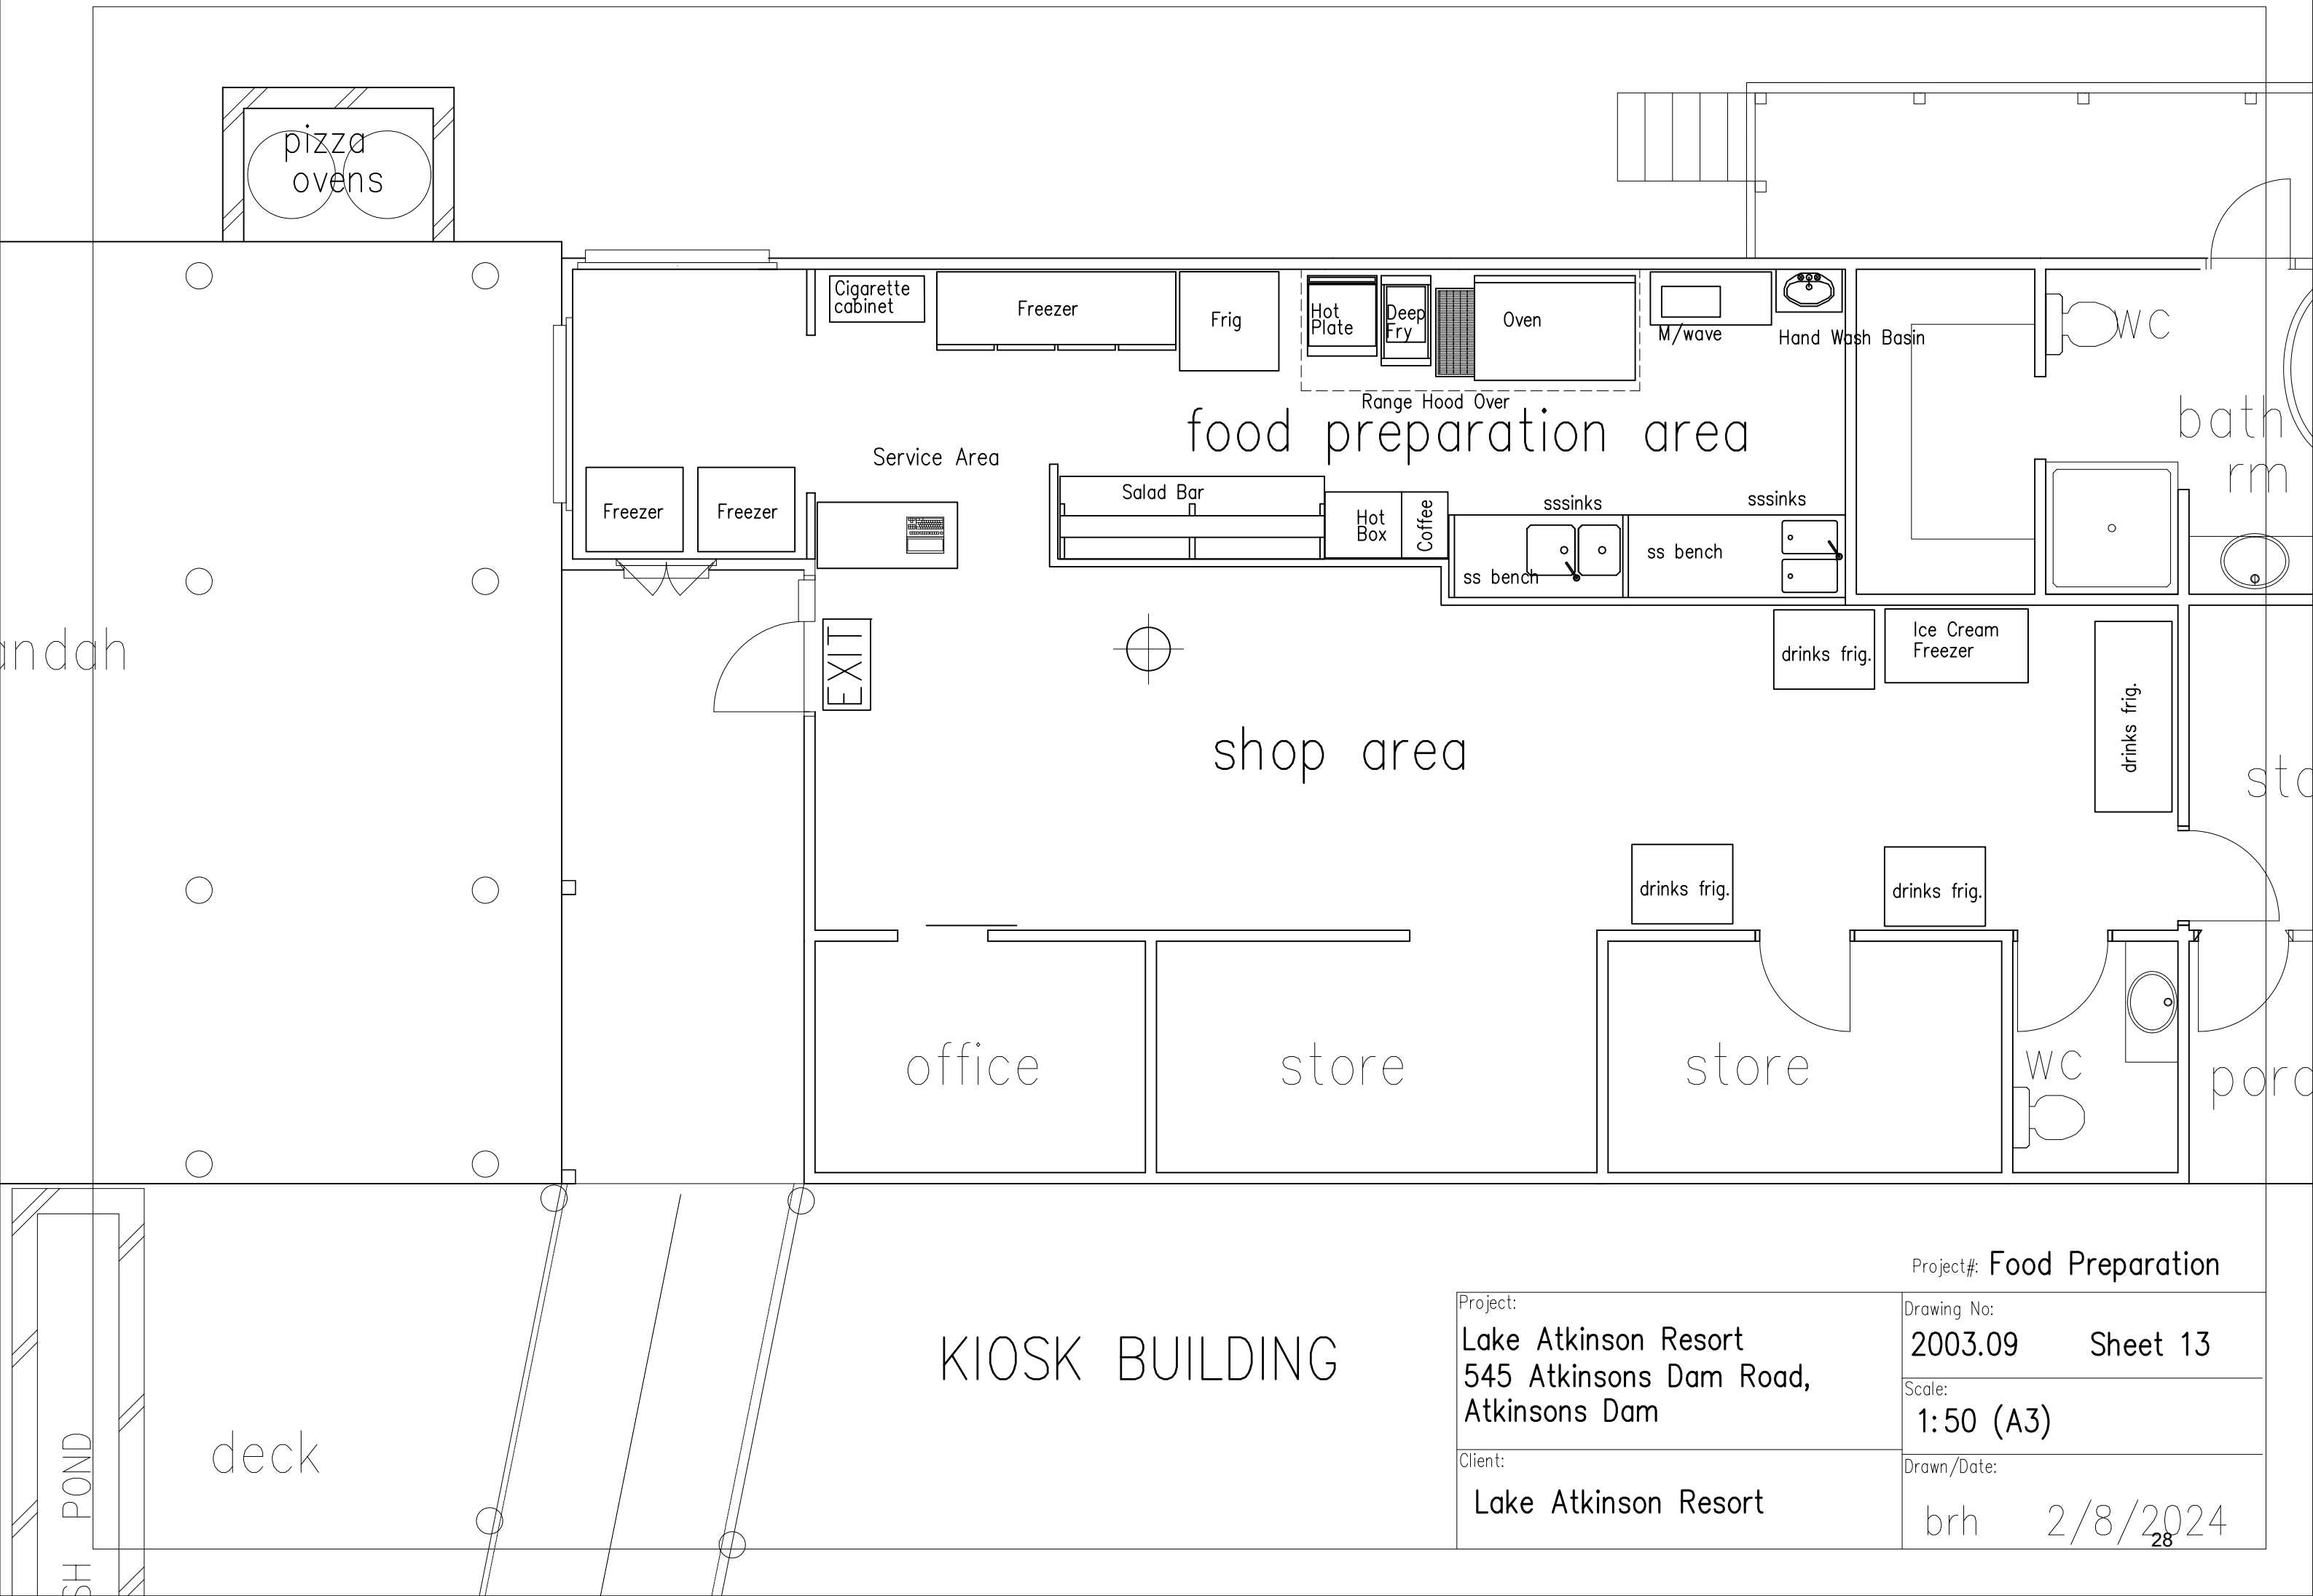 pizza
ovens
Cigarette
cabinet
Freezer
Frig
Hot
Plate
Deep
Fry
Oven
M/wave
Hand Wash Basin
WC
Range Hood Over
food preparation area
bath
rm
Service Area
Freezer
Freezer
Salad Bar
Hot
Box
Coffee
sssinks
sssinks
ss bench
ss bench
andah
EXIT
drinks frig.
Ice Cream
Freezer
drinks frig.
shop area
sto
drinks frig.
drinks frig.
office
store
store
WC
porc
KIOSK BUILDING
deck
SH POND
Project#: Food Preparation
Project:
Lake Atkinson Resort
545 Atkinsons Dam Road,
Atkinsons Dam
Client:
Lake Atkinson Resort
Drawing No:
2003.09 Sheet 13
Scale:
1:50 (A3)
Drawn/Date:
brh 2/8/2024
28